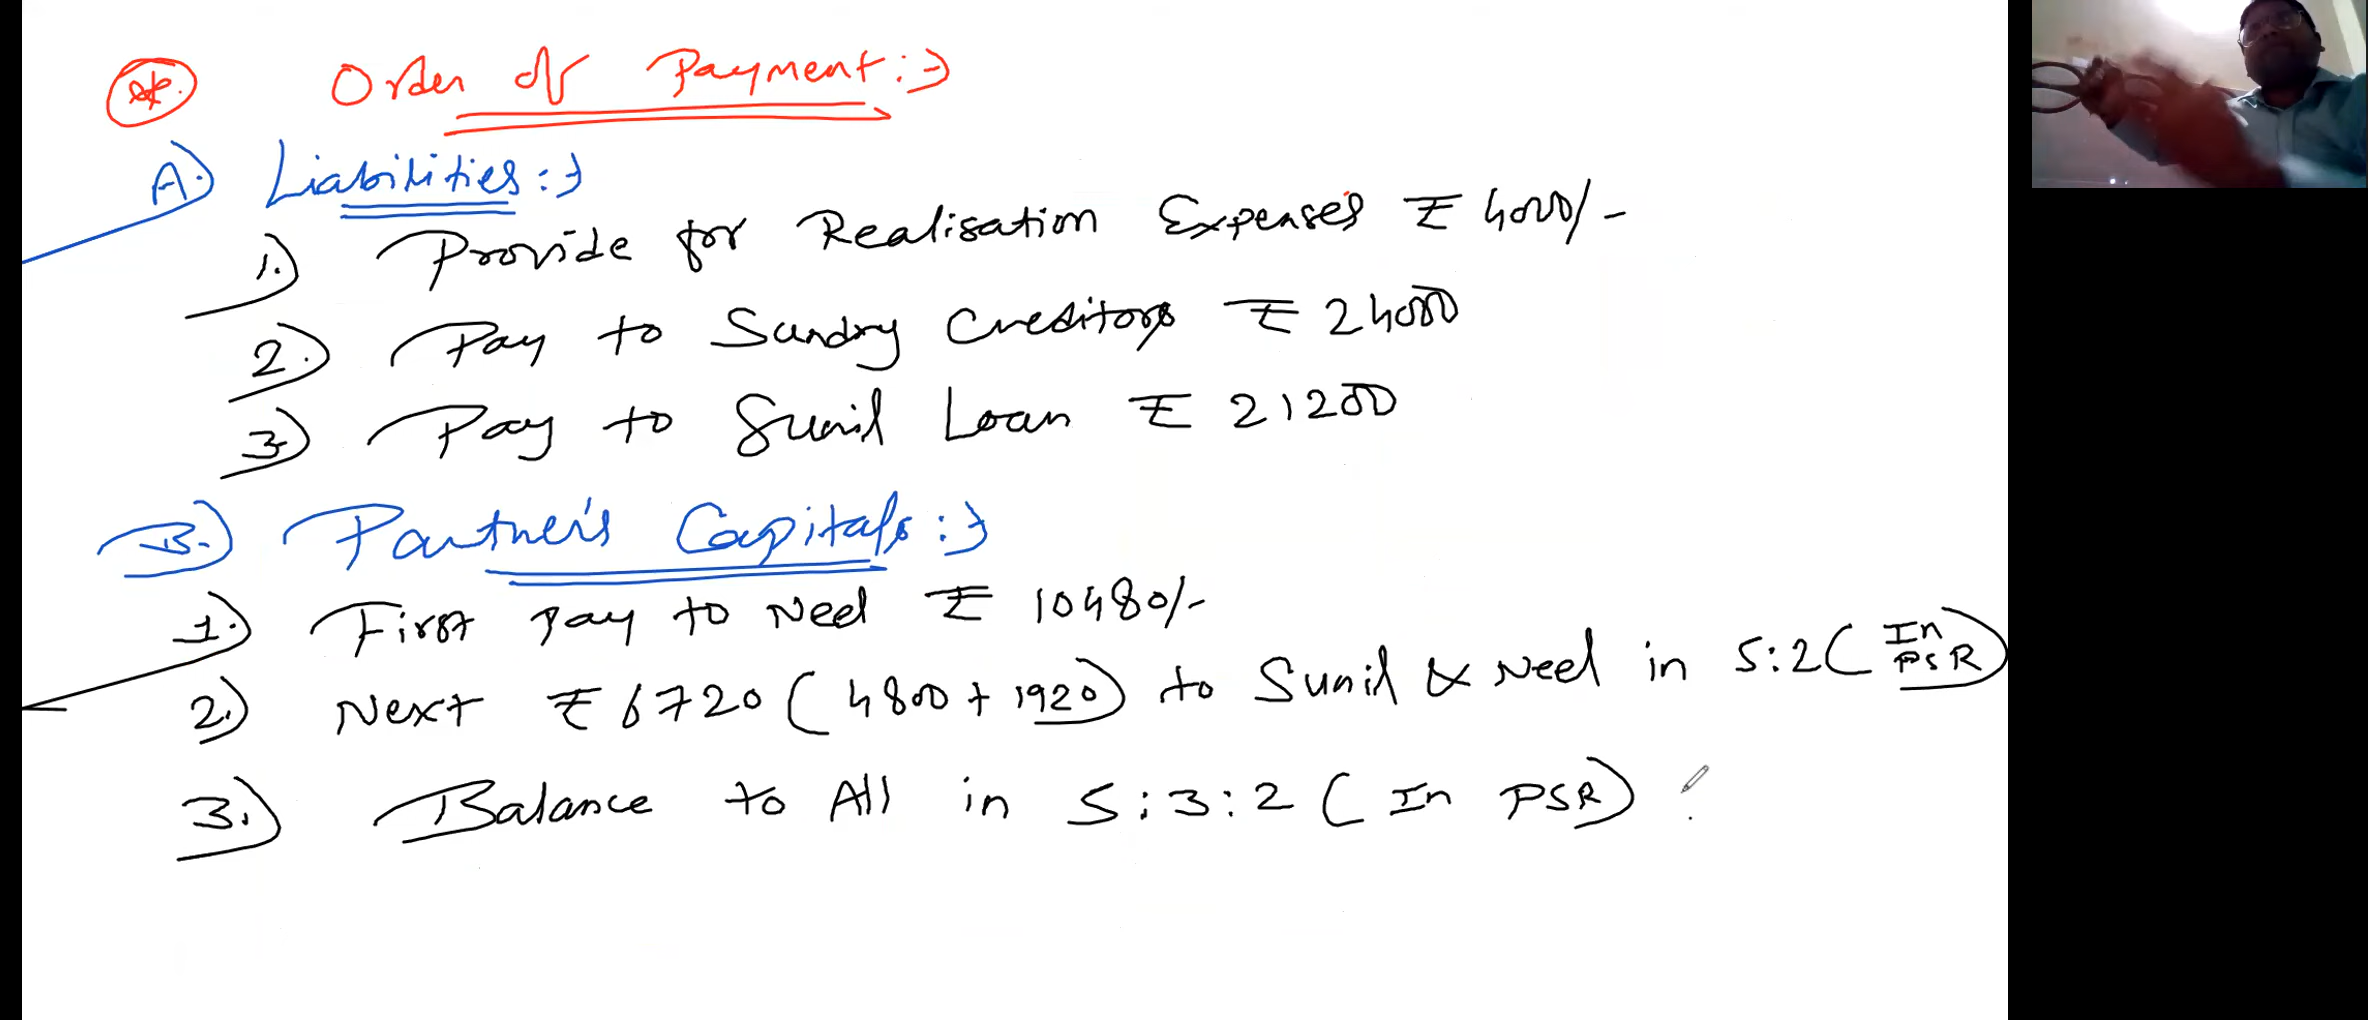 * Order of Payment :→
A.) Liabilities :→
1.) Provide for Realisation Expenses ₹ 4000/-
2.) Pay to Sundry Creditors ₹ 24000
3.) Pay to Sunil Loan ₹ 21200
B.) Partner's Capitals :→
1.) First Pay to Neel ₹ 10480/-
2.) Next ₹ 6720 (4800 + 1920) to Sunil & Neel in 5:2 (In PSR)
3.) Balance to All in 5:3:2 (In PSR)